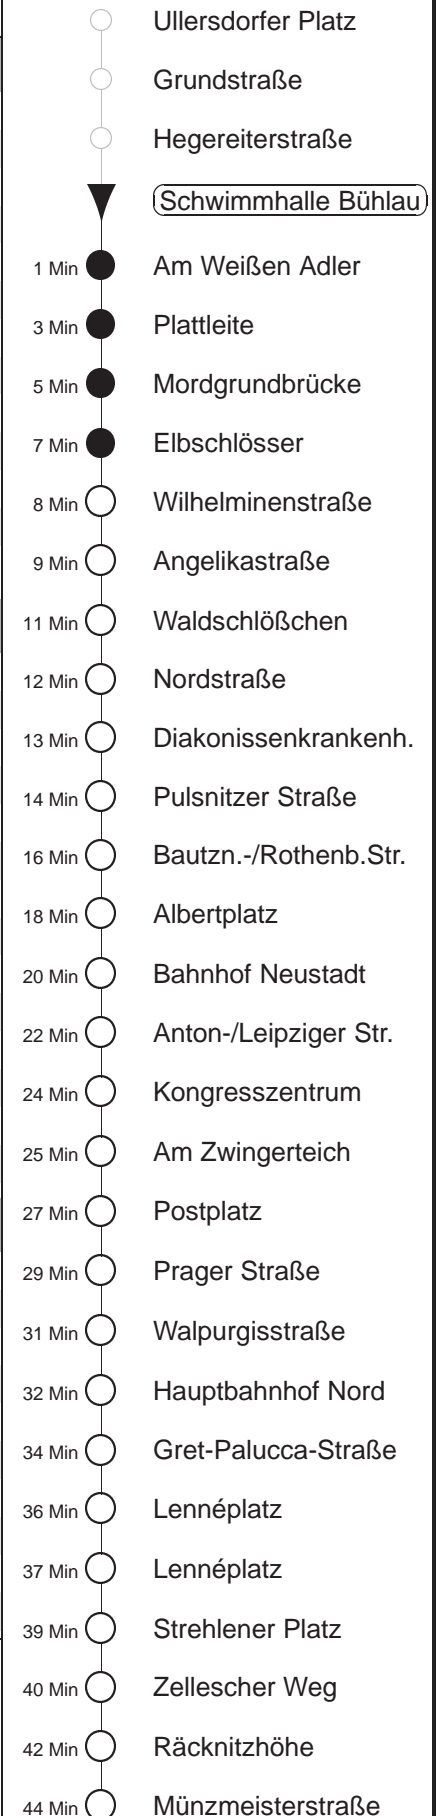 Ullersdorfer Platz
Grundstraße
Hegereiterstraße
Schwimmhalle Bühlau
1 Min Am Weißen Adler
3 Min Plattleite
5 Min Mordgrundbrücke
7 Min Elbschlösser
8 Min Wilhelminenstraße
9 Min Angelikastraße
11 Min Waldschlößchen
12 Min Nordstraße
13 Min Diakonissenkrankenh.
14 Min Pulsnitzer Straße
16 Min Bautzn.-/Rothenb.Str.
18 Min Albertplatz
20 Min Bahnhof Neustadt
22 Min Anton-/Leipziger Str.
24 Min Kongresszentrum
25 Min Am Zwingerteich
27 Min Postplatz
29 Min Prager Straße
31 Min Walpurgisstraße
32 Min Hauptbahnhof Nord
34 Min Gret-Palucca-Straße
36 Min Lennéplatz
37 Min Lennéplatz
39 Min Strehlener Platz
40 Min Zellescher Weg
42 Min Räcknitzhöhe
44 Min Münzmeisterstraße